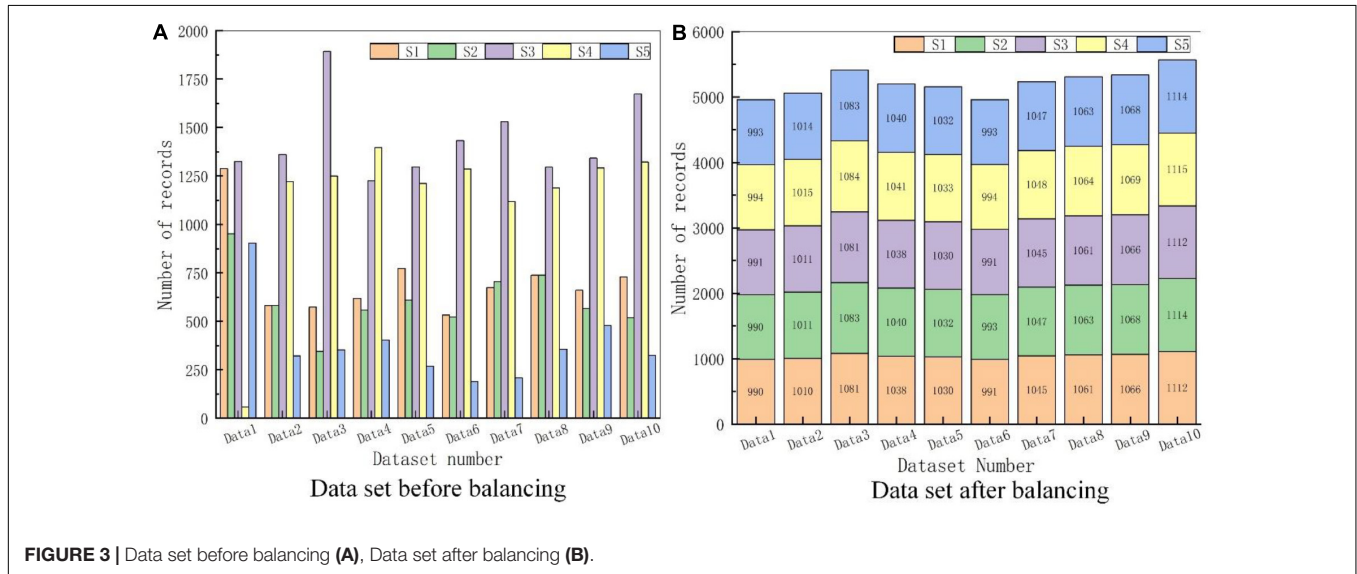 A
2000
1750
1500
1250
1000
750
500
250
0
Number of records
S1 S2 S3 S4 S5
Data1 Data2 Data3 Data4 Data5 Data6 Data7 Data8 Data9 Data10
Dataset number
Data set before balancing
B
6000
5000
4000
3000
2000
1000
0
Number of records
S1 S2 S3 S4 S5
993 1014 1083 1040 1032 993 1047 1063 1068 1114
994 1015 1084 1041 1033 994 1048 1064 1069 1115
991 1011 1081 1038 1030 991 1045 1061 1066 1112
990 1011 1083 1040 1032 993 1047 1063 1068 1114
990 1010 1081 1038 1030 991 1045 1061 1066 1112
Data1 Data2 Data3 Data4 Data5 Data6 Data7 Data8 Data9 Data10
Dataset Number
Data set after balancing
FIGURE 3 | Data set before balancing (A), Data set after balancing (B).